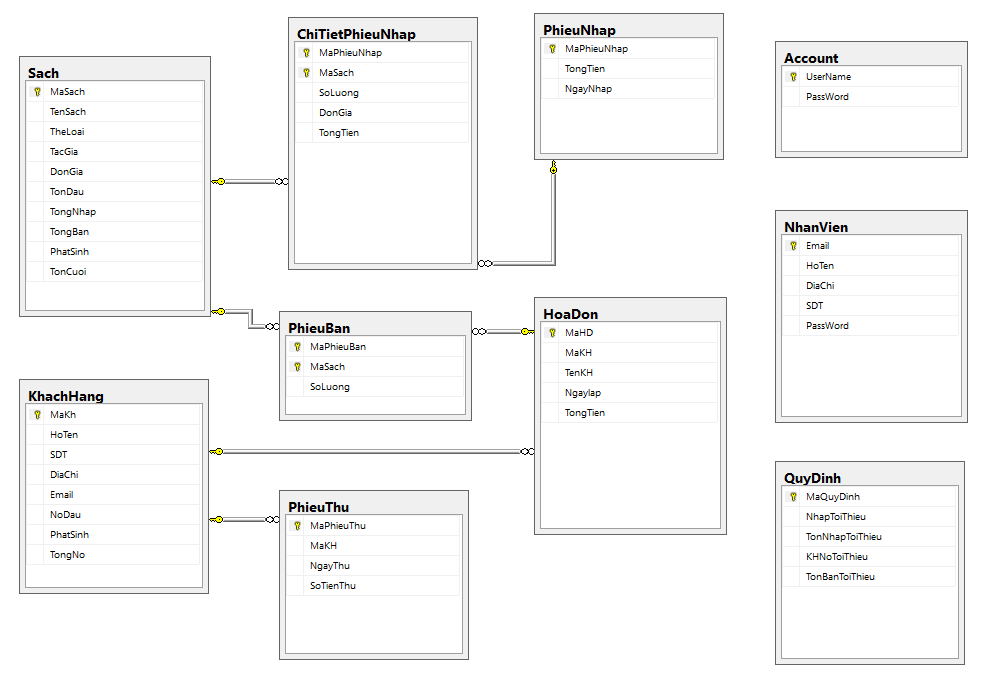 Sach
MaSach
TenSach
TheLoai
TacGia
DonGia
TonDau
TongNhap
TongBan
PhatSinh
TonCuoi
ChiTietPhieuNhap
MaPhieuNhap
MaSach
SoLuong
DonGia
TongTien
PhieuNhap
MaPhieuNhap
TongTien
NgayNhap
Account
UserName
PassWord
NhanVien
Email
HoTen
DiaChi
SDT
PassWord
PhieuBan
MaPhieuBan
MaSach
SoLuong
HoaDon
MaHD
MaKH
TenKH
Ngaylap
TongTien
KhachHang
MaKh
HoTen
SDT
DiaChi
Email
NoDau
PhatSinh
TongNo
PhieuThu
MaPhieuThu
MaKH
NgayThu
SoTienThu
QuyDinh
MaQuyDinh
NhapToiThieu
TonNhapToiThieu
KHNoToiThieu
TonBanToiThieu